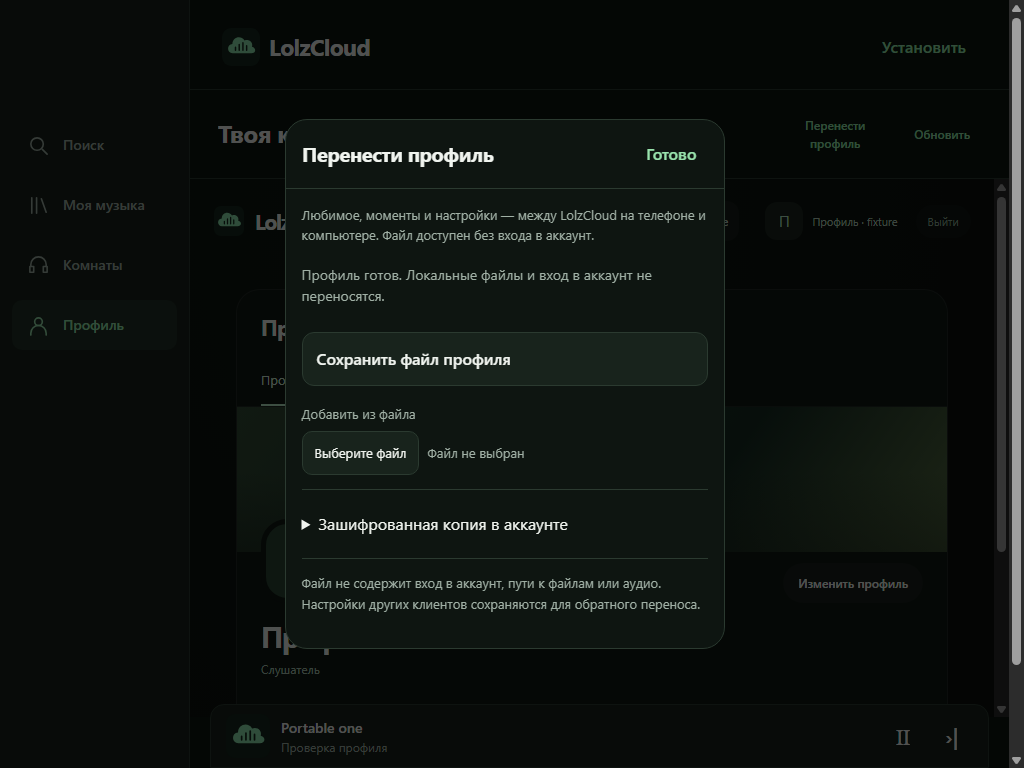 LolzCloud
Установить
Поиск
Моя музыка
Комнаты
Профиль
Твоя
Перенести
профиль
Обновить
П
Профиль · fixture
Выйти
Перенести профиль
Готово
Любимое, моменты и настройки — между LolzCloud на телефоне и
компьютере. Файл доступен без входа в аккаунт.
Профиль готов. Локальные файлы и вход в аккаунт не
переносятся.
Сохранить файл профиля
Добавить из файла
Выберите файл
Файл не выбран
Зашифрованная копия в аккаунте
Файл не содержит вход в аккаунт, пути к файлам или аудио.
Настройки других клиентов сохраняются для обратного переноса.
Изменить профиль
Слушатель
Portable one
Проверка профиля